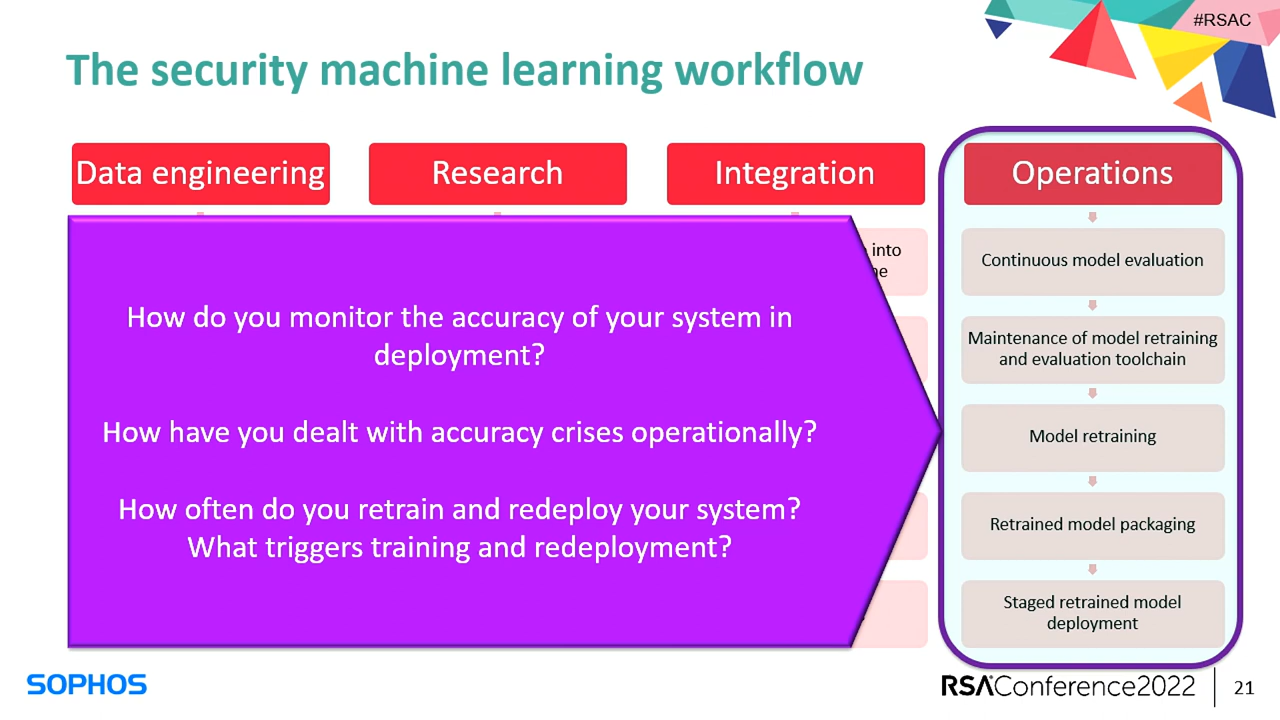 #RSAC
The security machine learning workflow
Data engineering
Research
Integration
Operations
into
How do you monitor the accuracy of your system in
deployment?
How have you dealt with accuracy crises operationally?
How often do you retrain and redeploy your system?
What triggers training and redeployment?
Continuous model evaluation
Maintenance of model retraining
and evaluation toolchain
Model retraining
Retrained model packaging
Staged retrained model
deployment
SOPHOS
RSAConference2022
21